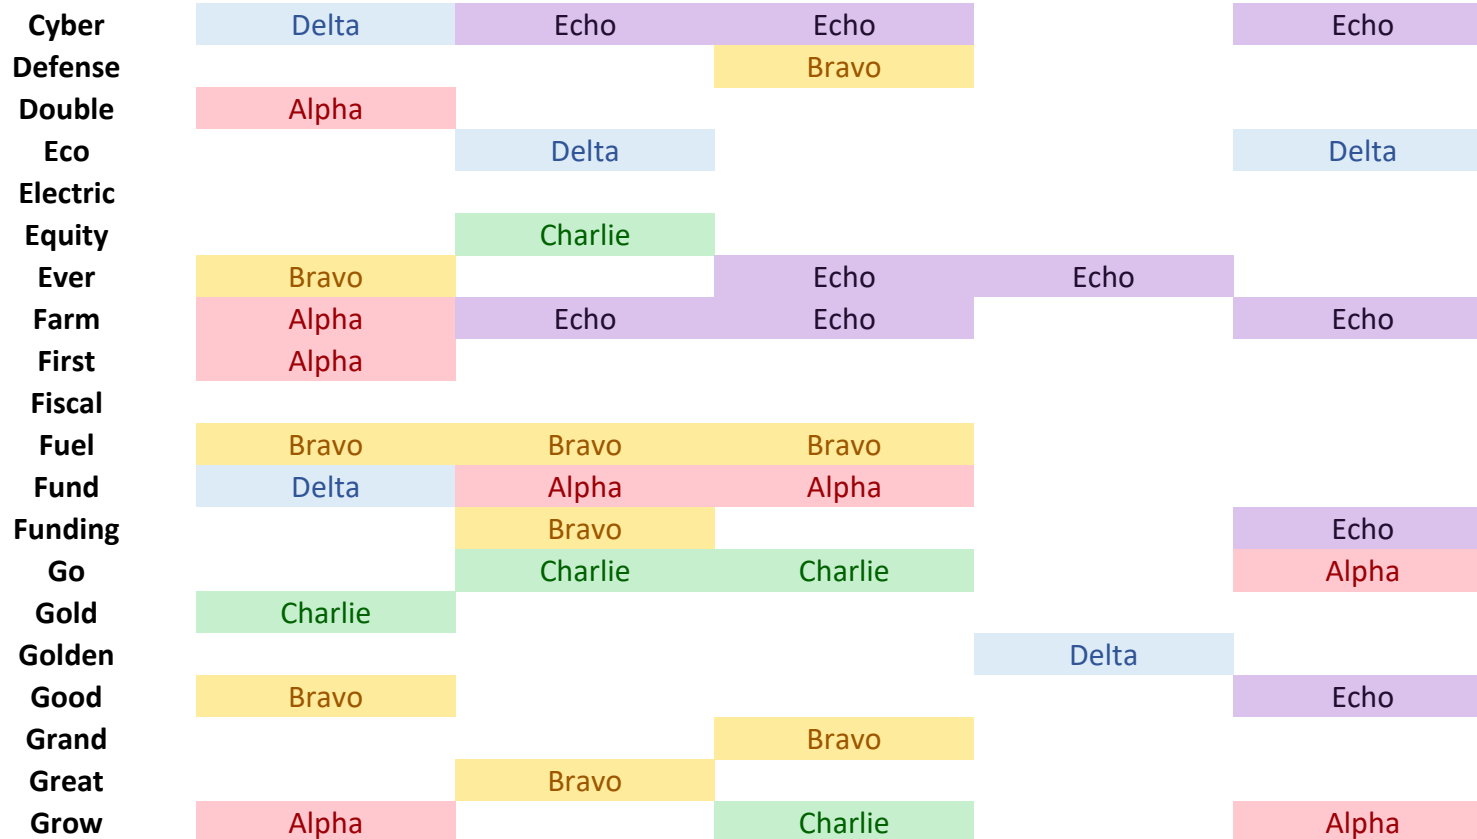 Cyber Delta Echo Echo Echo
Defense Bravo
Double Alpha
Eco Delta Delta
Electric
Equity Charlie
Ever Bravo Echo Echo
Farm Alpha Echo Echo Echo
First Alpha
Fiscal
Fuel Bravo Bravo Bravo
Fund Delta Alpha Alpha
Funding Bravo Echo
Go Charlie Charlie Alpha
Gold Charlie
Golden Delta
Good Bravo Echo
Grand Bravo
Great Bravo
Grow Alpha Charlie Alpha